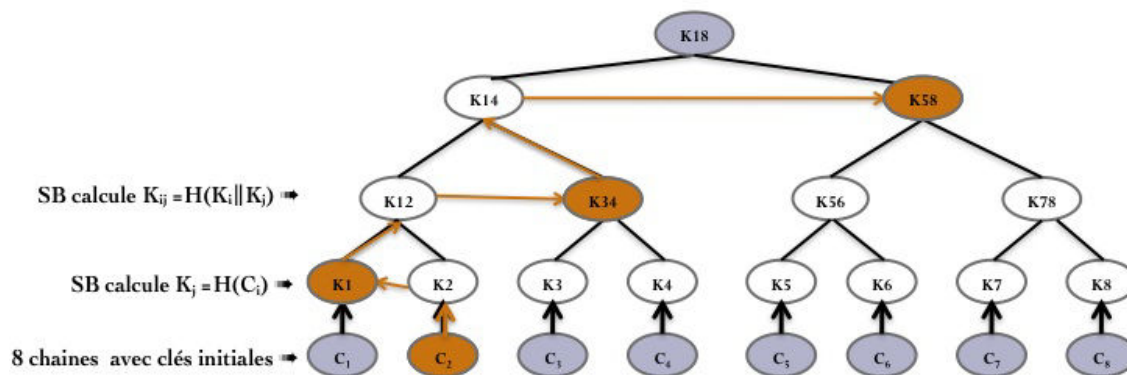 K18
K14 K58
SB calcule Kij =H(Ki||Kj) ➠ K12 K34 K56 K78
SB calcule Kj =H(Ci) ➠ K1 K2 K3 K4 K5 K6 K7 K8
8 chaines avec clés initiales ➠ C1 C2 C3 C4 C5 C6 C7 C8